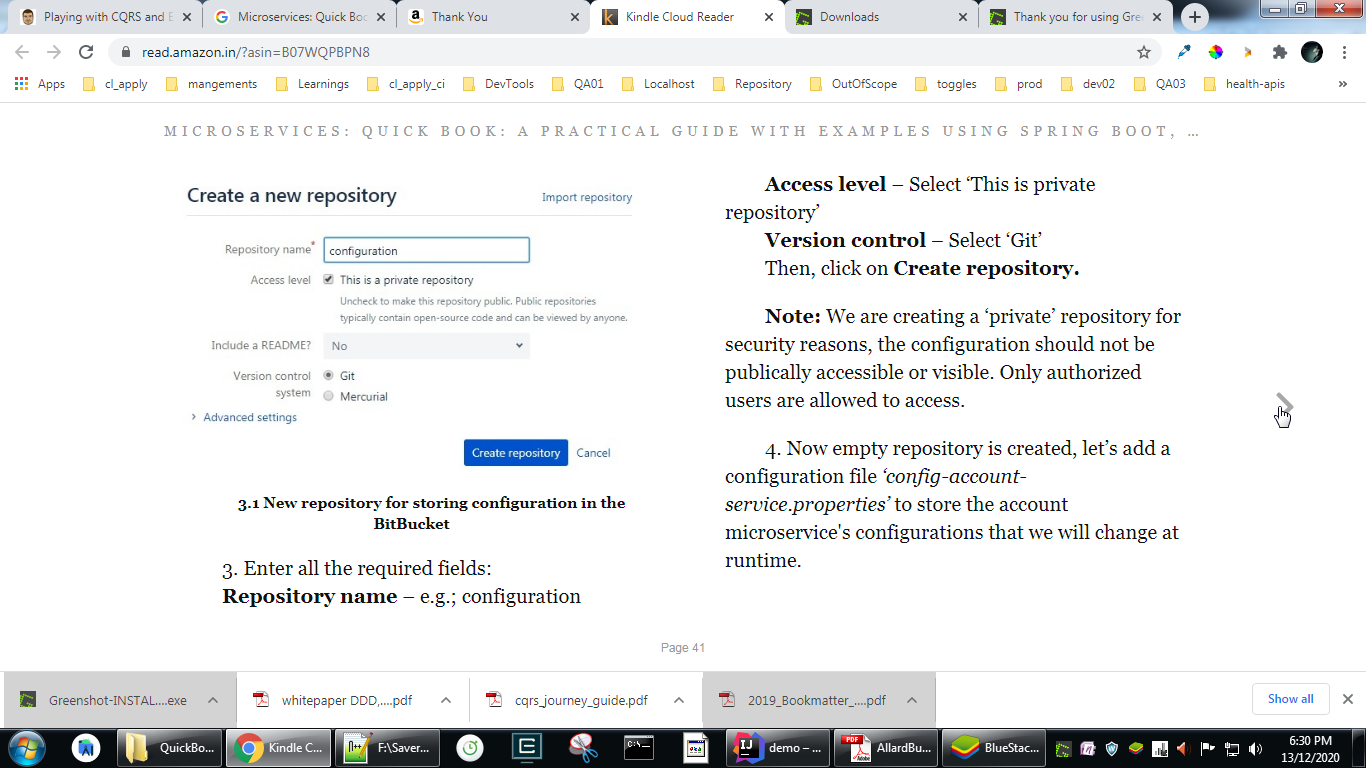 Playing with CQRS and E
Microservices: Quick Boo
Thank You
Kindle Cloud Reader
Downloads
Thank you for using Gre
read.amazon.in/?asin=B07WQPBPN8
Apps
cl_apply
mangements
Learnings
cl_apply_ci
DevTools
QA01
Localhost
Repository
OutOfScope
toggles
prod
dev02
QA03
health-apis
»
MICROSERVICES: QUICK BOOK: A PRACTICAL GUIDE WITH EXAMPLES USING SPRING BOOT, …
Create a new repository
Import repository
Repository name*
configuration
Access level
This is a private repository
Uncheck to make this repository public. Public repositories
typically contain open-source code and can be viewed by anyone.
Include a README?
No
Version control
system
Git
Mercurial
Advanced settings
Create repository
Cancel
3.1 New repository for storing configuration in the
BitBucket
3. Enter all the required fields:
Repository name – e.g.; configuration
Access level – Select ‘This is private
repository’
Version control – Select ‘Git’
Then, click on Create repository.
Note: We are creating a ‘private’ repository for
security reasons, the configuration should not be
publically accessible or visible. Only authorized
users are allowed to access.
4. Now empty repository is created, let’s add a
configuration file ‘config-account-
service.properties’ to store the account
microservice's configurations that we will change at
runtime.
Page 41
Greenshot-INSTAL....exe
whitepaper DDD,....pdf
cqrs_journey_guide.pdf
2019_Bookmatter_....pdf
Show all
QuickBo...
Kindle C...
F:\Saver...
C:\
demo – ...
AllardBu...
BlueStac...
6:30 PM
13/12/2020